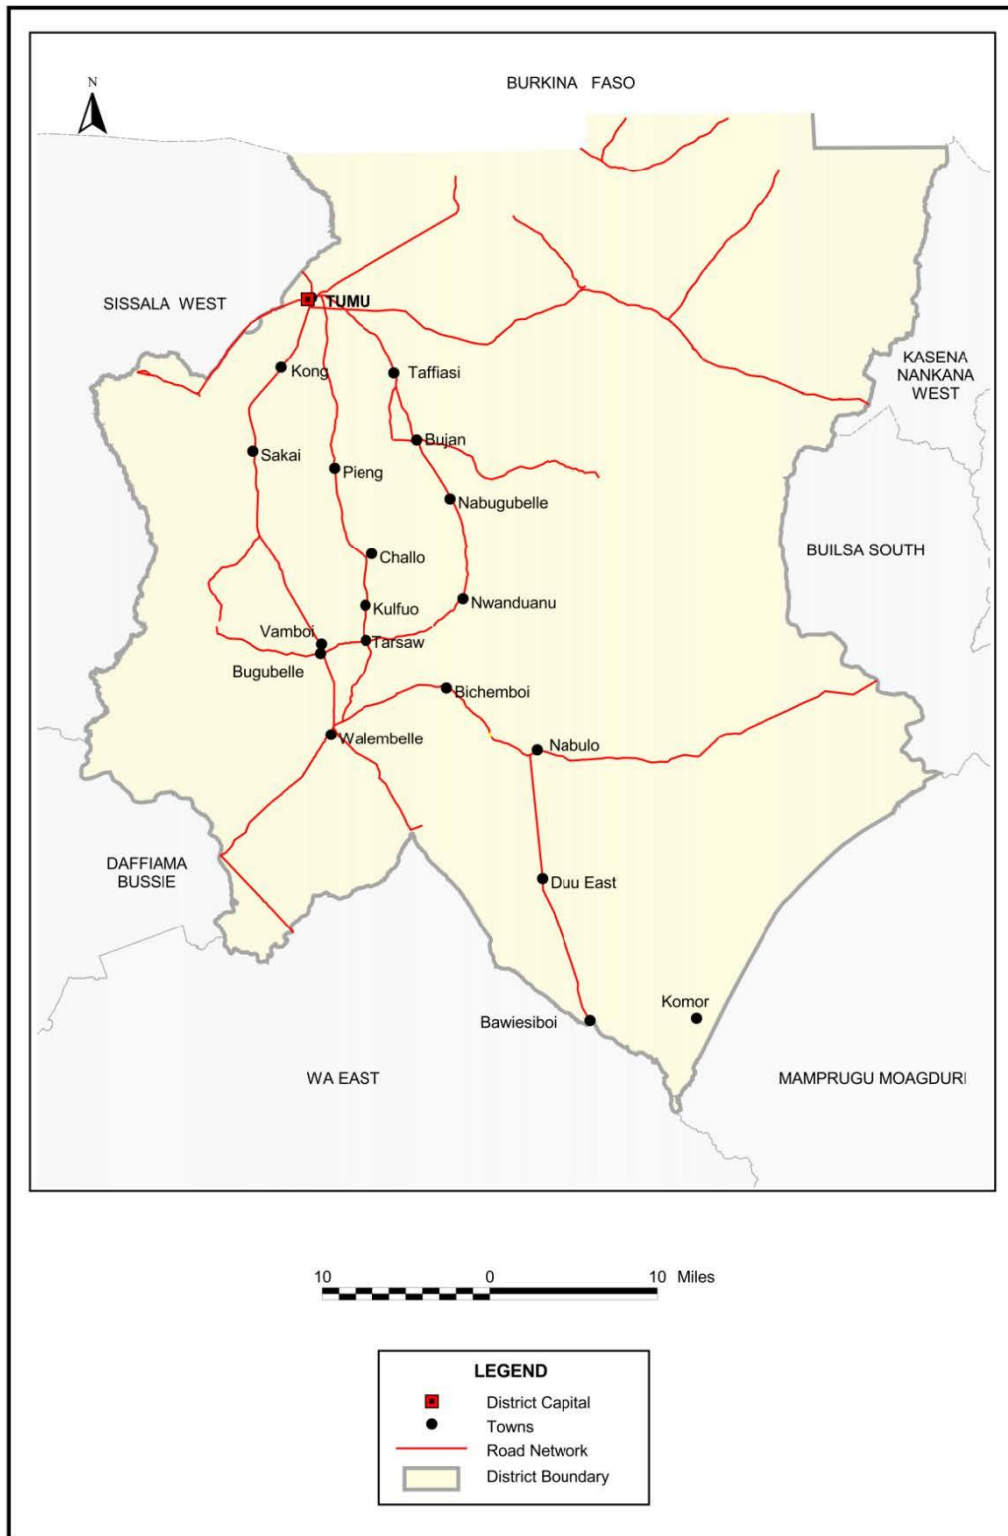 BURKINA FASO
N
SISSALA WEST
TUMU
KASENA
NANKANA
WEST
Kong
Taffiasi
Bujan
Sakai
Pieng
Nabugubelle
BUILSA SOUTH
Challo
Kulfuo
Nwanduanu
Vamboi
Tarsaw
Bugubelle
Bichemboi
Walembelle
Nabulo
DAFFIAMA
BUSSIE
Duu East
Komor
Bawiesiboi
WA EAST
MAMPRUGU MOAGDURI
10 0 10 Miles
LEGEND
District Capital
Towns
Road Network
District Boundary